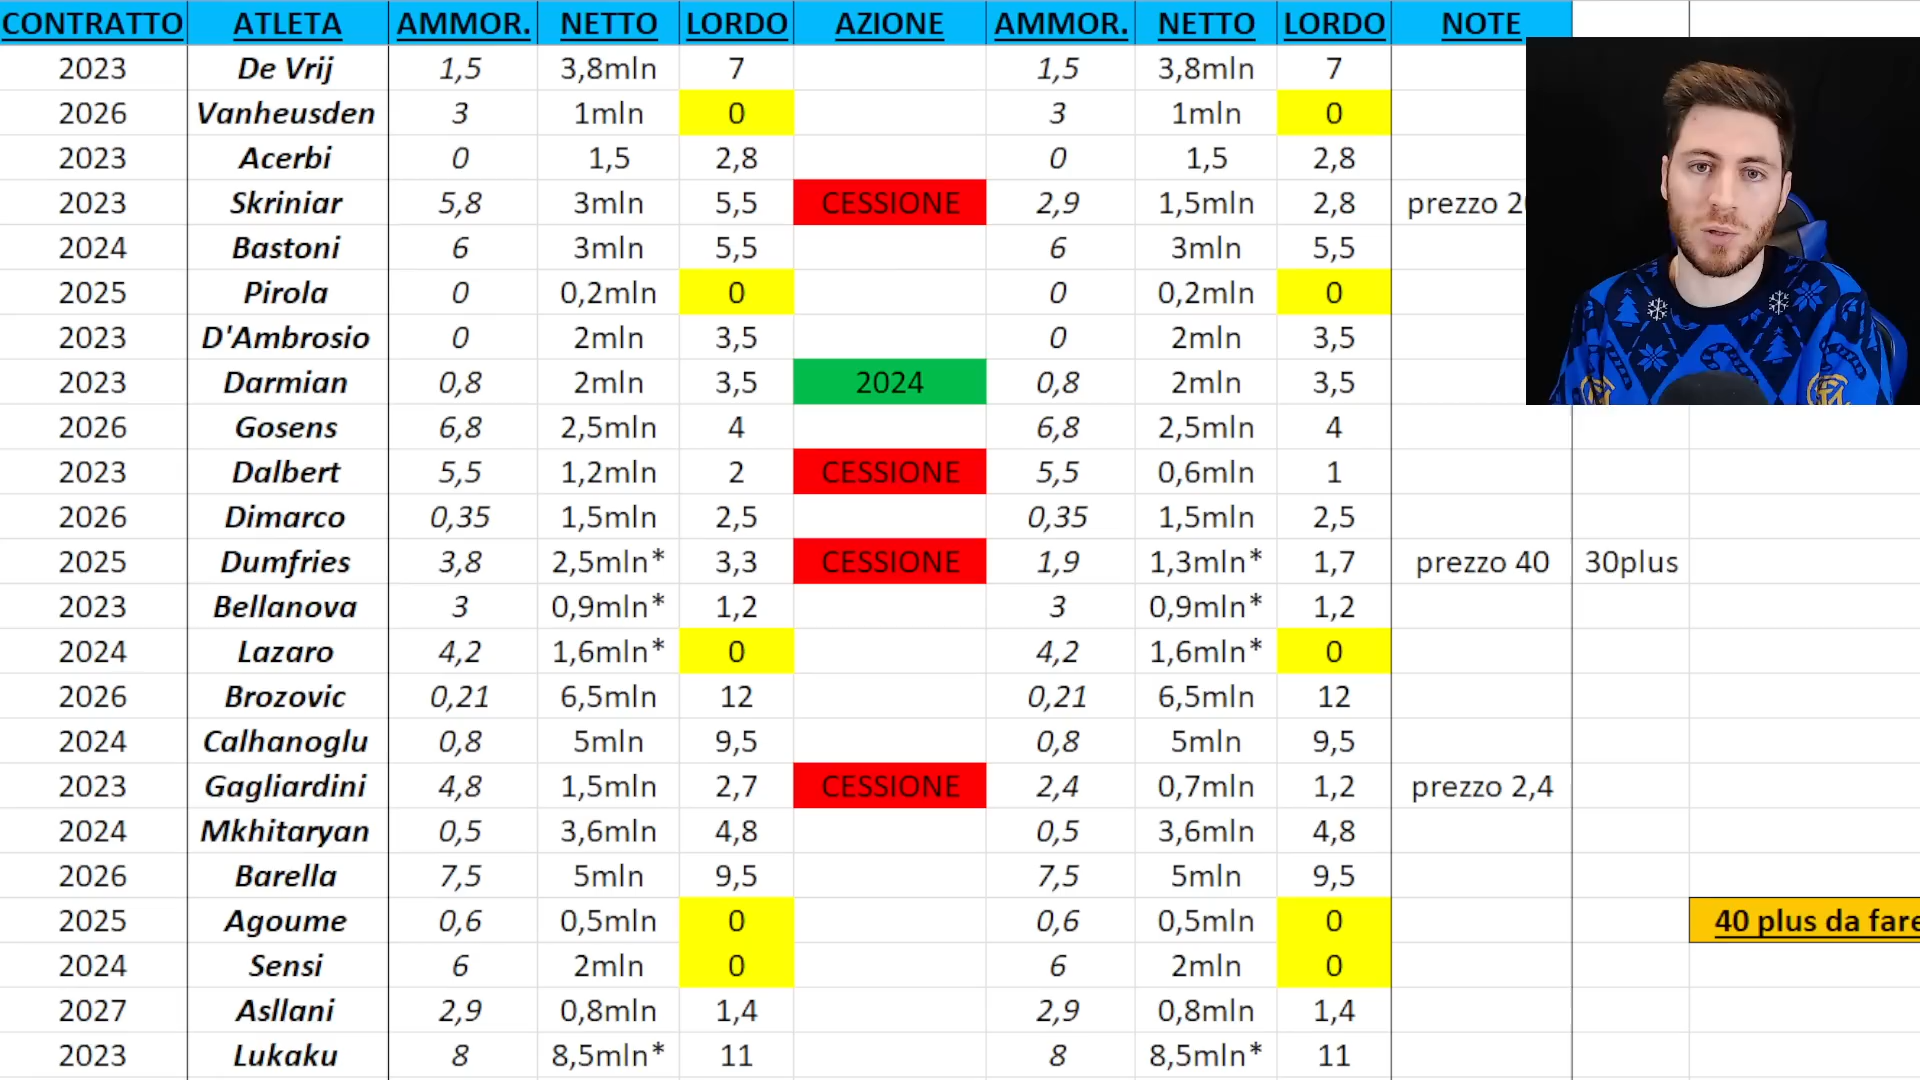 CONTRATTO ATLETA AMMOR. NETTO LORDO AZIONE AMMOR. NETTO LORDO NOTE
2023 De Vrij 1,5 3,8mln 7 1,5 3,8mln 7
2026 Vanheusden 3 1mln 0 3 1mln 0
2023 Acerbi 0 1,5 2,8 0 1,5 2,8
2023 Skriniar 5,8 3mln 5,5 CESSIONE 2,9 1,5mln 2,8 prezzo
2024 Bastoni 6 3mln 5,5 6 3mln 5,5
2025 Pirola 0 0,2mln 0 0 0,2mln 0
2023 D'Ambrosio 0 2mln 3,5 0 2mln 3,5
2023 Darmian 0,8 2mln 3,5 2024 0,8 2mln 3,5
2026 Gosens 6,8 2,5mln 4 6,8 2,5mln 4
2023 Dalbert 5,5 1,2mln 2 CESSIONE 5,5 0,6mln 1
2026 Dimarco 0,35 1,5mln 2,5 0,35 1,5mln 2,5
2025 Dumfries 3,8 2,5mln* 3,3 CESSIONE 1,9 1,3mln* 1,7 prezzo 40 30plus
2023 Bellanova 3 0,9mln* 1,2 3 0,9mln* 1,2
2024 Lazaro 4,2 1,6mln* 0 4,2 1,6mln* 0
2026 Brozovic 0,21 6,5mln 12 0,21 6,5mln 12
2024 Calhanoglu 0,8 5mln 9,5 0,8 5mln 9,5
2023 Gagliardini 4,8 1,5mln 2,7 CESSIONE 2,4 0,7mln 1,2 prezzo 2,4
2024 Mkhitaryan 0,5 3,6mln 4,8 0,5 3,6mln 4,8
2026 Barella 7,5 5mln 9,5 7,5 5mln 9,5
2025 Agoume 0,6 0,5mln 0 0,6 0,5mln 0 40 plus da fare
2024 Sensi 6 2mln 0 6 2mln 0
2027 Asllani 2,9 0,8mln 1,4 2,9 0,8mln 1,4
2023 Lukaku 8 8,5mln* 11 8 8,5mln* 11